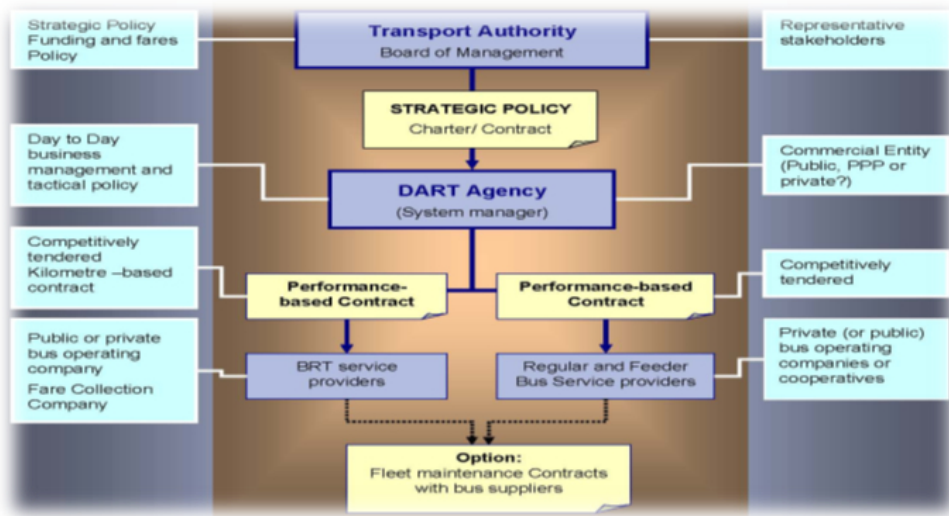 Strategic Policy
Funding and fares
Policy
Transport Authority
Board of Management
Representative
stakeholders
STRATEGIC POLICY
Charter/ Contract
Day to Day
business
management and
tactical policy
DART Agency
(System manager)
Commercial Entity
(Public, PPP or
private?)
Competitively
tendered
Kilometre –based
contract
Performance-
based Contract
Performance-based
Contract
Competitively
tendered
Public or private
bus operating
company
Fare Collection
Company
BRT service
providers
Regular and Feeder
Bus Service providers
Private (or public)
bus operating
companies or
cooperatives
Option:
Fleet maintenance Contracts
with bus suppliers